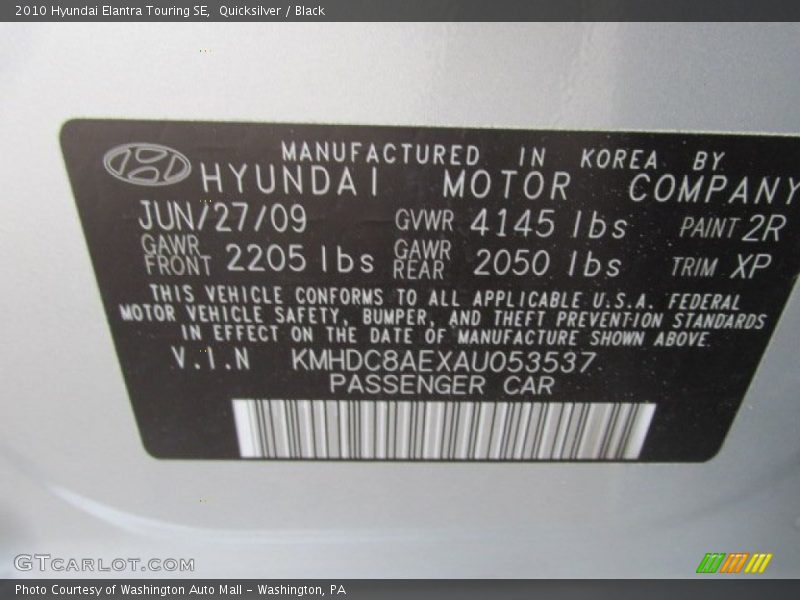 2010 Hyundai Elantra Touring SE,  Quicksilver / Black
MANUFACTURED IN KOREA BY
HYUNDAI MOTOR COMPANY
JUN/27/09 GVWR 4145 lbs PAINT 2R
GAWR FRONT 2205 lbs GAWR REAR 2050 lbs TRIM XP
THIS VEHICLE CONFORMS TO ALL APPLICABLE U.S.A. FEDERAL
MOTOR VEHICLE SAFETY, BUMPER, AND THEFT PREVENTION STANDARDS
IN EFFECT ON THE DATE OF MANUFACTURE SHOWN ABOVE.
V.I.N KMHDC8AEXAU053537
PASSENGER CAR
GTCARLOT.COM
Photo Courtesy of Washington Auto Mall - Washington, PA